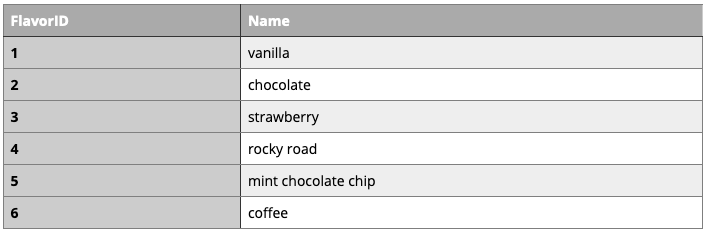 FlavorID Name
1 vanilla
2 chocolate
3 strawberry
4 rocky road
5 mint chocolate chip
6 coffee